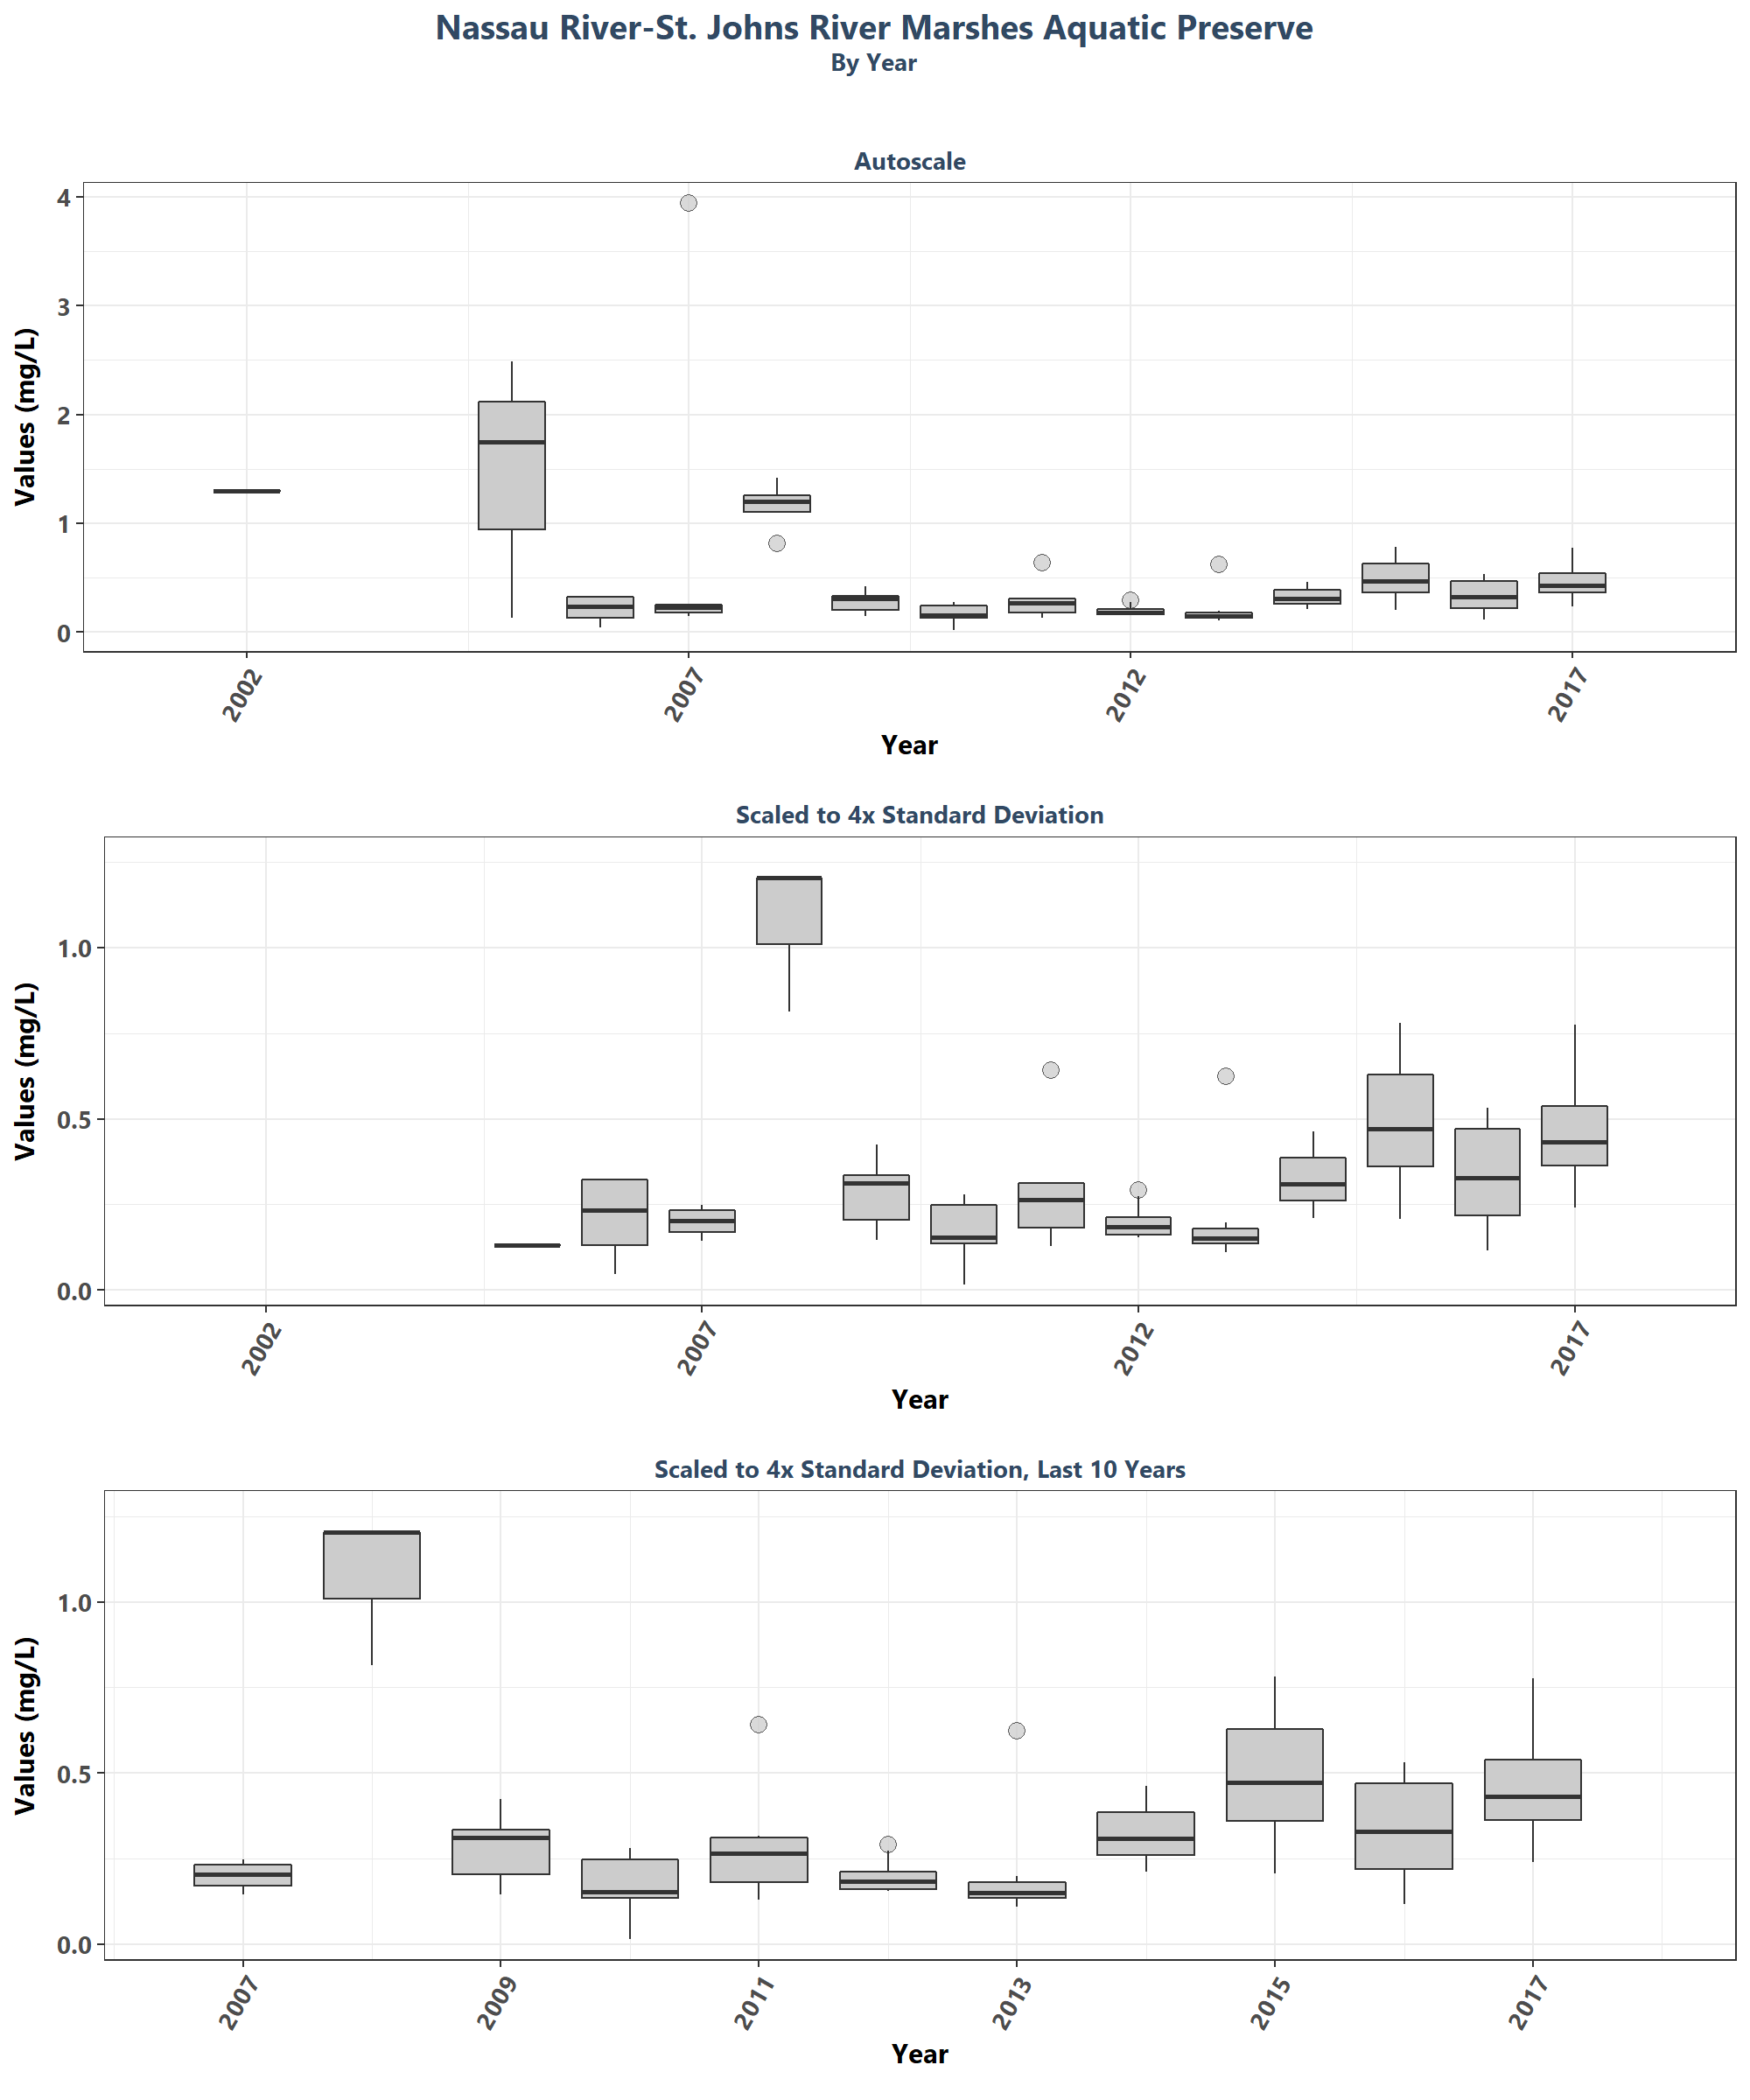 Nassau River-St. Johns River Marshes Aquatic Preserve
By Year
Autoscale
Values (mg/L)
4
3
2
1
0
2002
2007
2012
2017
Year
Scaled to 4x Standard Deviation
Values (mg/L)
1.0
0.5
0.0
2002
2007
2012
2017
Year
Scaled to 4x Standard Deviation, Last 10 Years
Values (mg/L)
1.0
0.5
0.0
2007
2009
2011
2013
2015
2017
Year